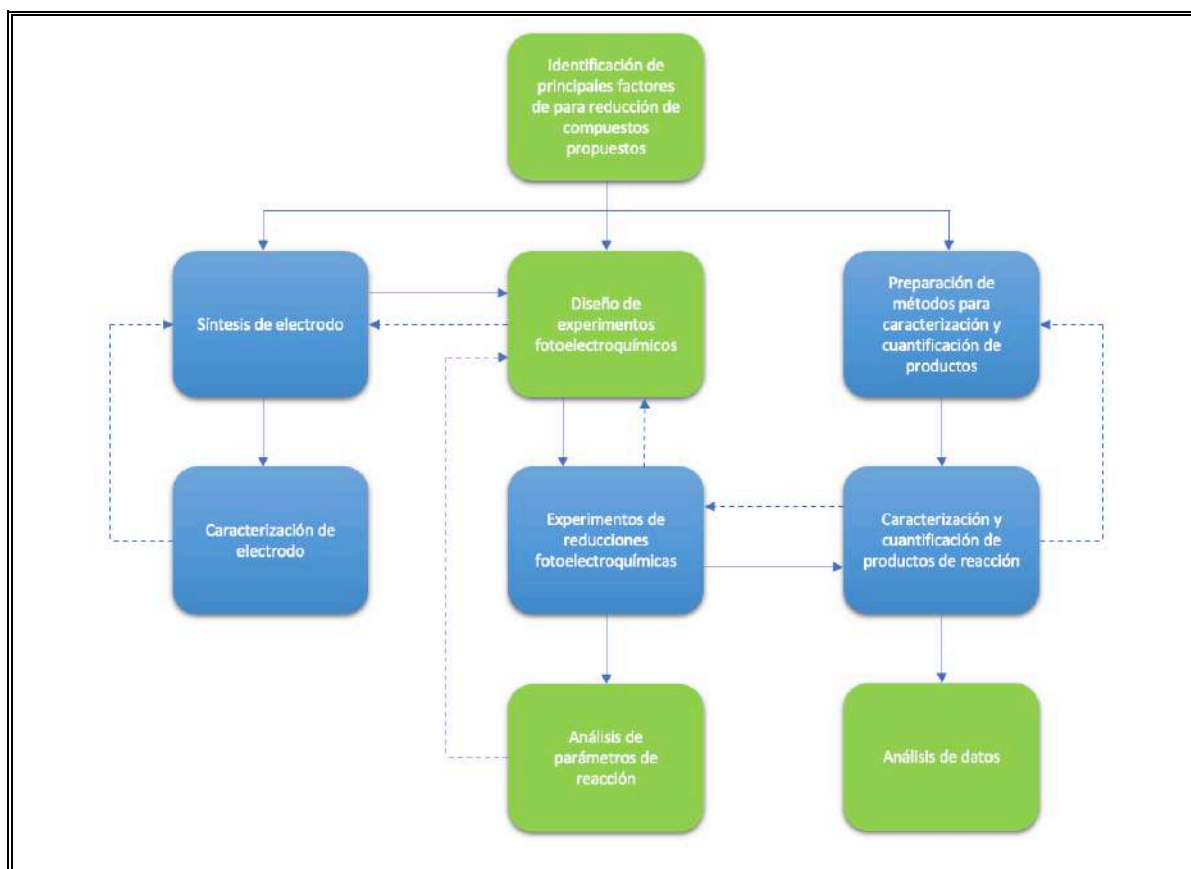 Identificación de
principales factores
de para reducción de
compuestos
propuestos
Síntesis de electrodo
Diseño de
experimentos
fotoelectroquímicos
Preparación de
métodos para
caracterización y
cuantificación de
productos
Caracterización de
electrodo
Experimentos de
reducciones
fotoelectroquímicas
Caracterización y
cuantificación de
productos de reacción
Análisis de
parámetros de
reacción
Análisis de datos